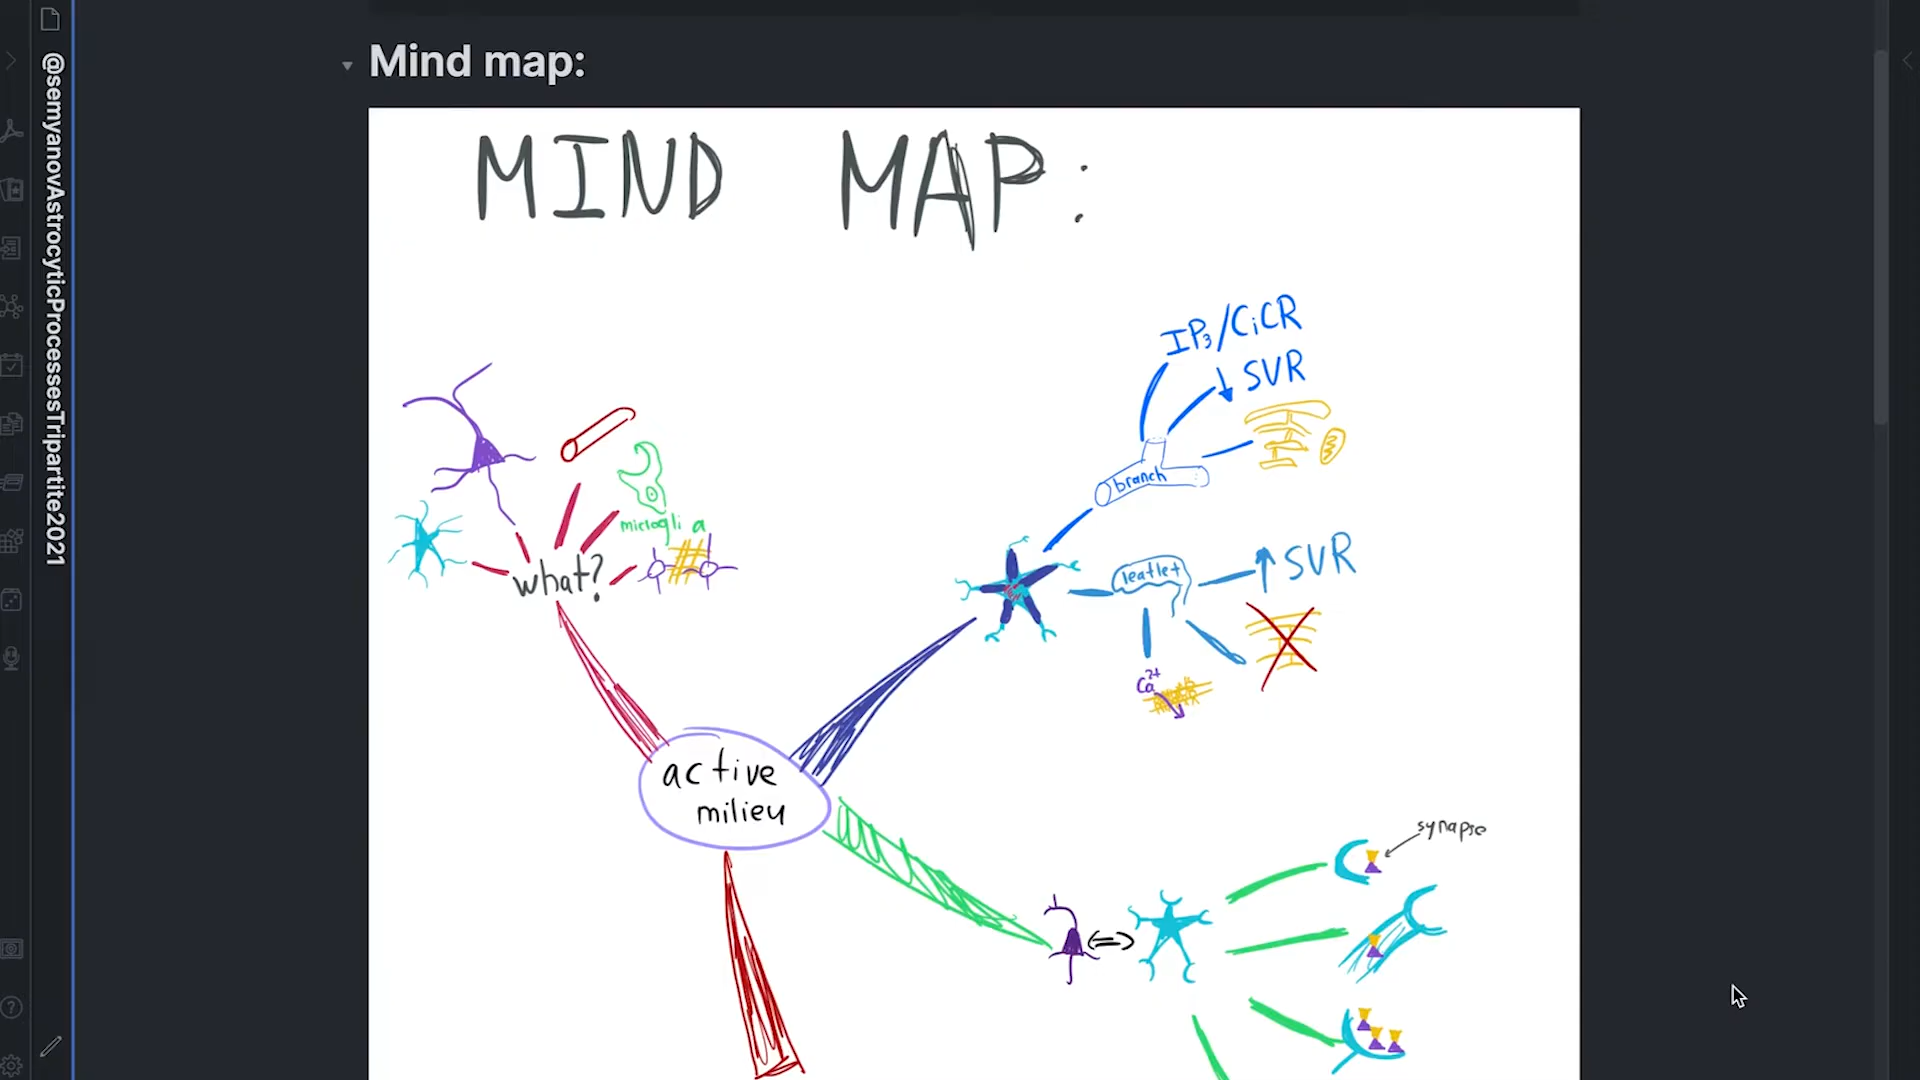 @semyanovAstrocyticProcessesTripartite2021
Mind map:
MIND MAP:
IP3/CiCR
↓ SVR
branch
microglia
what?
leaflet
↑ SVR
Ca2+
active
milieu
synapse
<=>